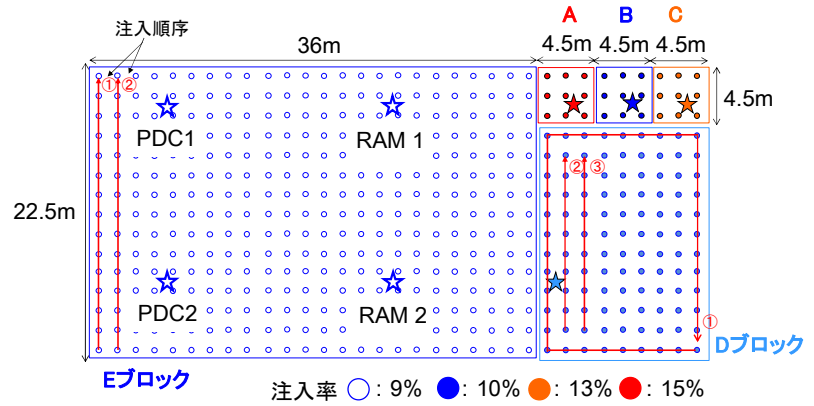 注入順序
A B C
36m
4.5m 4.5m 4.5m
① ②
4.5m
PDC1
RAM 1
② ③
22.5m
PDC2
RAM 2
①
Dブロック
Eブロック
注入率 ○: 9% ●: 10% ●: 13% ●: 15%